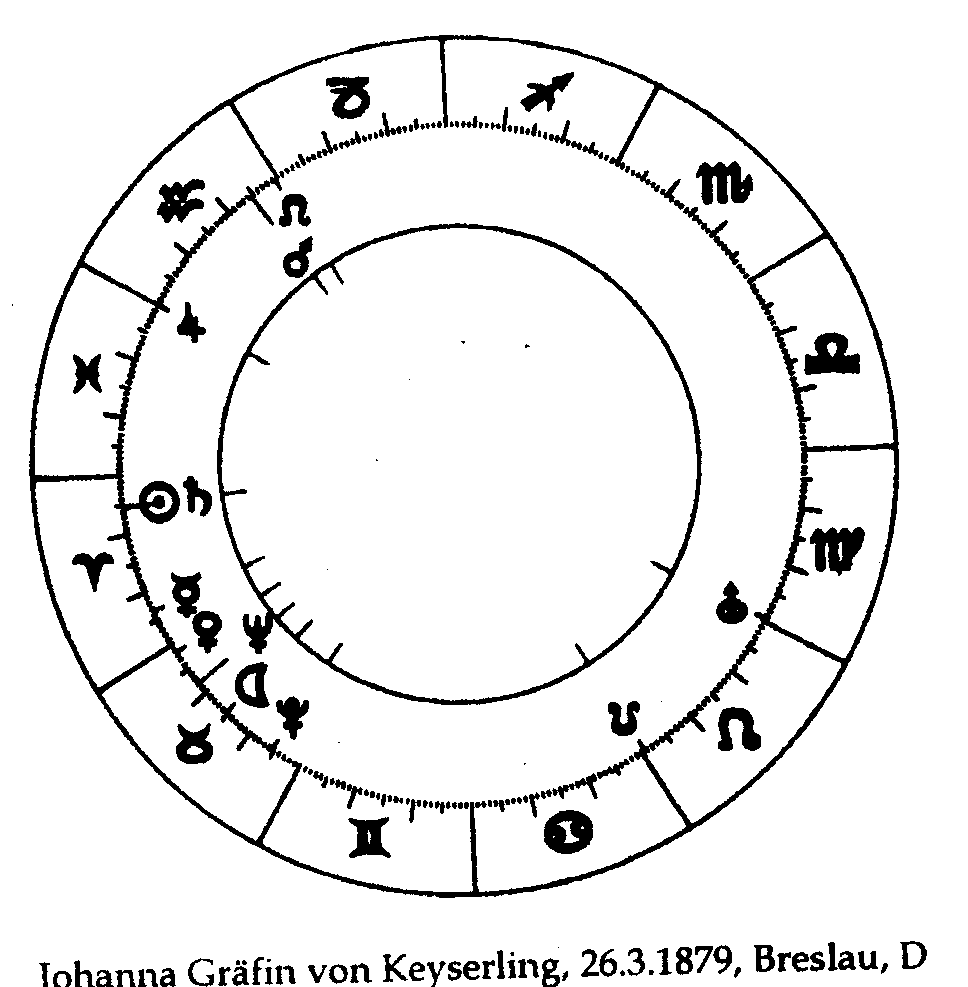 Johanna Gräfin von Keyserling, 26.3.1879, Breslau, D